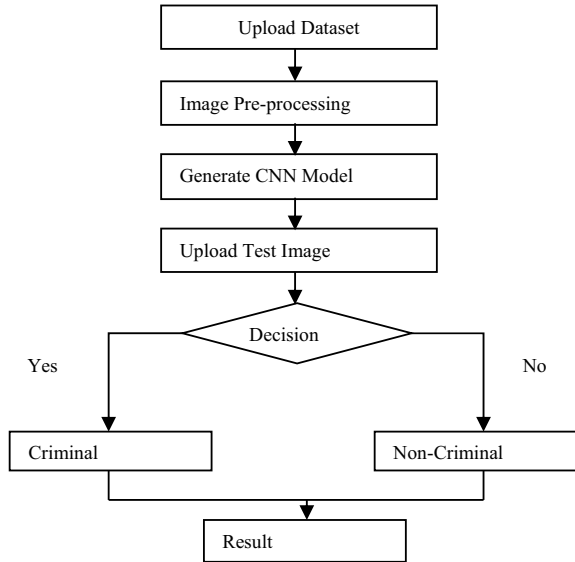 Upload Dataset
Image Pre-processing
Generate CNN Model
Upload Test Image
Decision
Yes
No
Criminal
Non-Criminal
Result